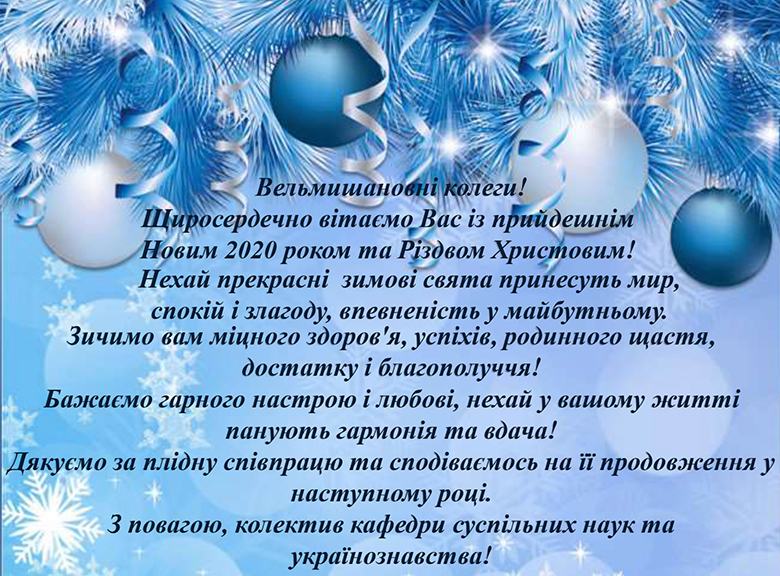 Вельмишановні колеги!
Щиросердечно вітаємо Вас із прийдешнім
Новим 2020 роком та Різдвом Христовим!
Нехай прекрасні зимові свята принесуть мир,
спокій і злагоду, впевненість у майбутньому.
Зичимо вам міцного здоров'я, успіхів, родинного щастя,
достатку і благополуччя!
Бажаємо гарного настрою і любові, нехай у вашому житті
панують гармонія та вдача!
Дякуємо за плідну співпрацю та сподіваємось на її продовження у
наступному році.
З повагою, колектив кафедри суспільних наук та
українознавства!